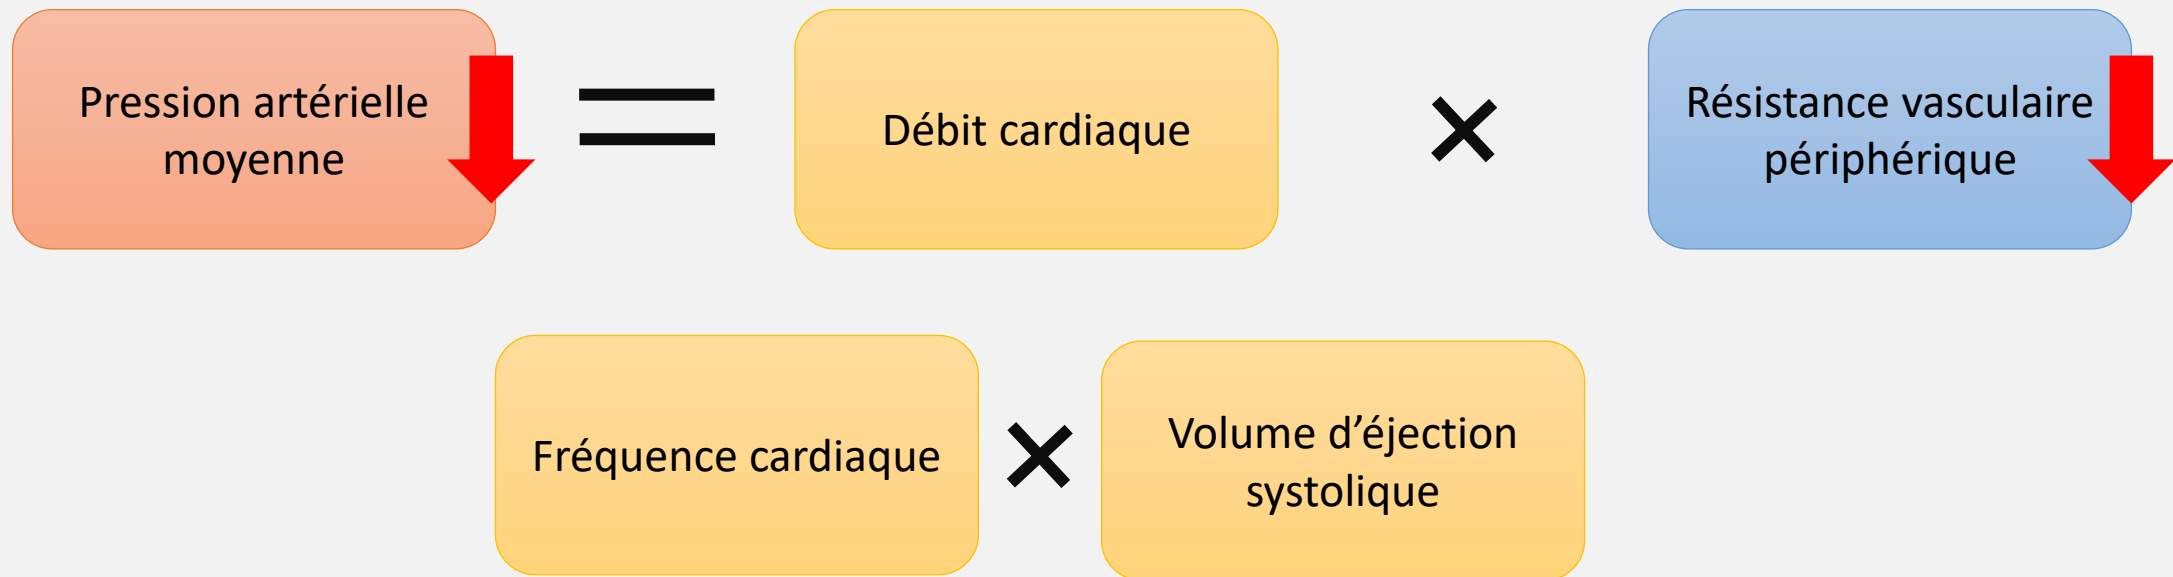 Pression artérielle
moyenne
=
Débit cardiaque
×
Résistance vasculaire
périphérique
Fréquence cardiaque
×
Volume d’éjection
systolique